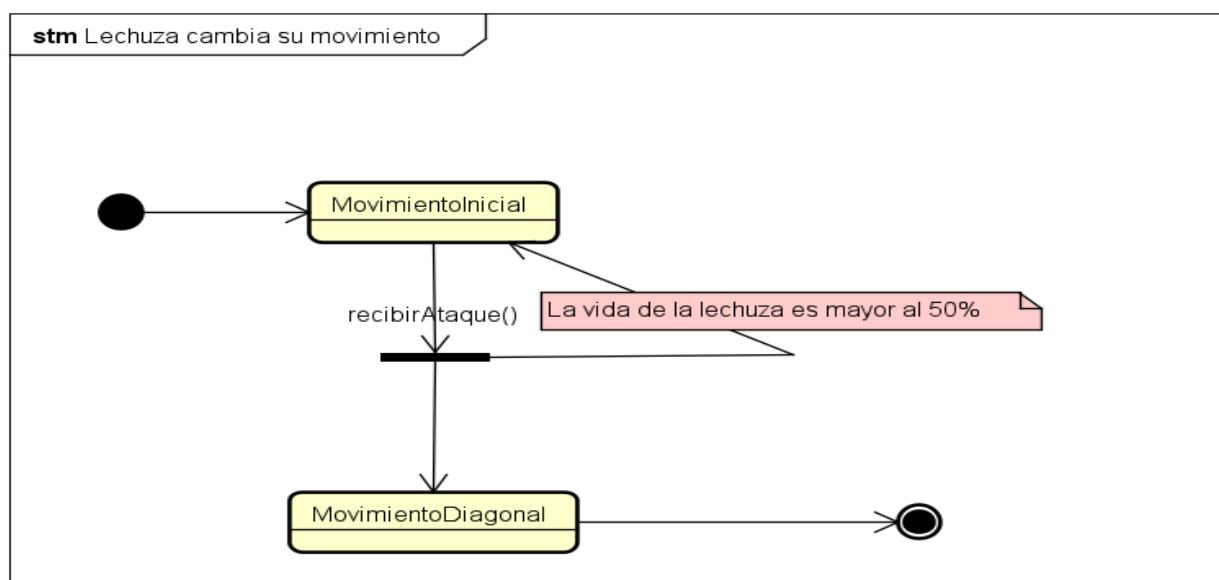 stm Lechuza cambia su movimiento
MovimientoInicial
recibirAtaque()
La vida de la lechuza es mayor al 50%
MovimientoDiagonal